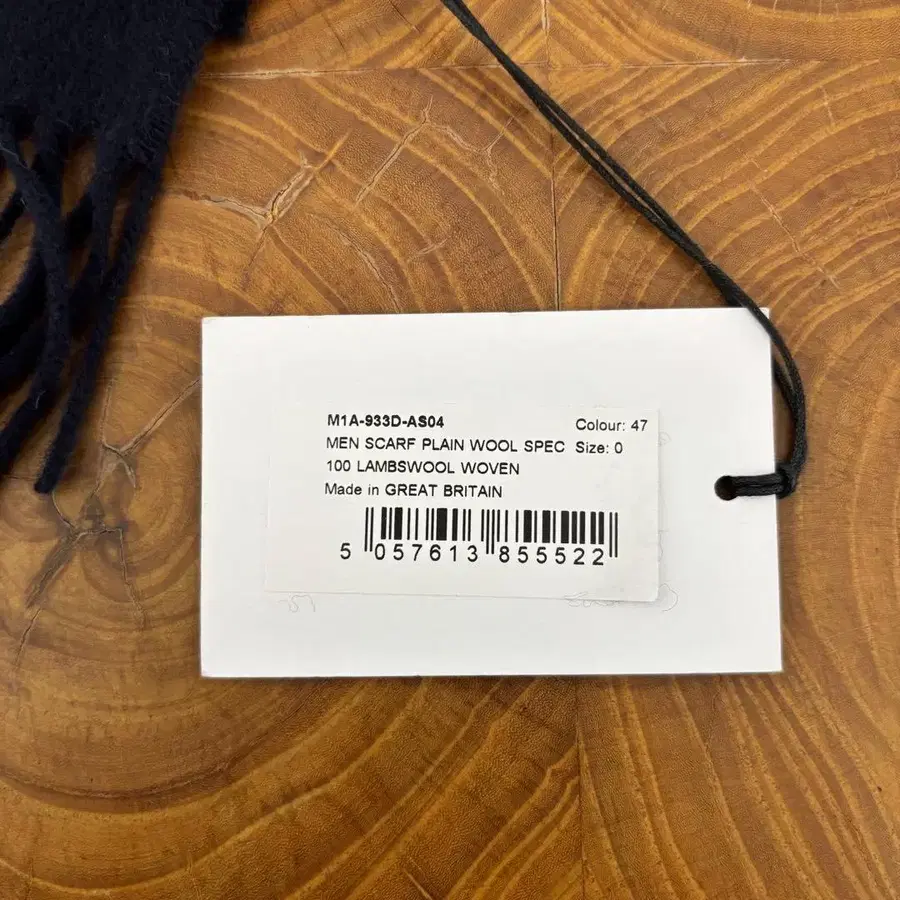 M1A-933D-AS04 Colour: 47
MEN SCARF PLAIN WOOL SPEC Size: 0
100 LAMBSWOOL WOVEN
Made in GREAT BRITAIN
5 057613 855522